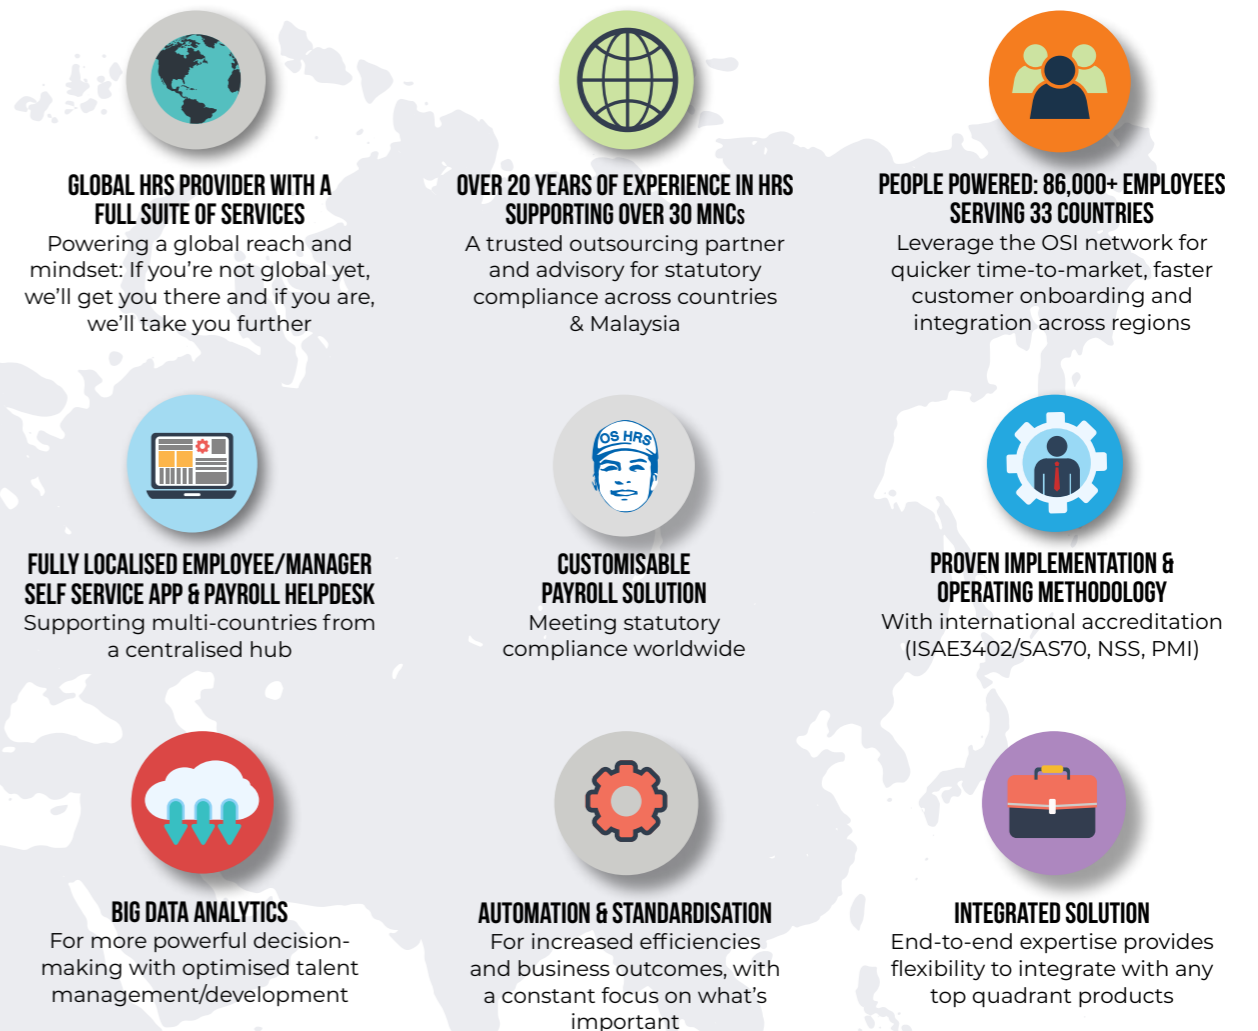 GLOBAL HRS PROVIDER WITH A
FULL SUITE OF SERVICES
Powering a global reach and
mindset: If you're not global yet,
we'll get you there and if you are,
we'll take you further
OVER 20 YEARS OF EXPERIENCE IN HRS
SUPPORTING OVER 30 MNCs
A trusted outsourcing partner
and advisory for statutory
compliance across countries
& Malaysia
PEOPLE POWERED: 86,000+ EMPLOYEES
SERVING 33 COUNTRIES
Leverage the OSI network for
quicker time-to-market, faster
customer onboarding and
integration across regions
FULLY LOCALISED EMPLOYEE/MANAGER
SELF SERVICE APP & PAYROLL HELPDESK
Supporting multi-countries from
a centralised hub
OS HRS
CUSTOMISABLE
PAYROLL SOLUTION
Meeting statutory
compliance worldwide
PROVEN IMPLEMENTATION &
OPERATING METHODOLOGY
With international accreditation
(ISAE3402/SAS70, NSS, PMI)
BIG DATA ANALYTICS
For more powerful decision-
making with optimised talent
management/development
AUTOMATION & STANDARDISATION
For increased efficiencies
and business outcomes, with
a constant focus on what's
important
INTEGRATED SOLUTION
End-to-end expertise provides
flexibility to integrate with any
top quadrant products